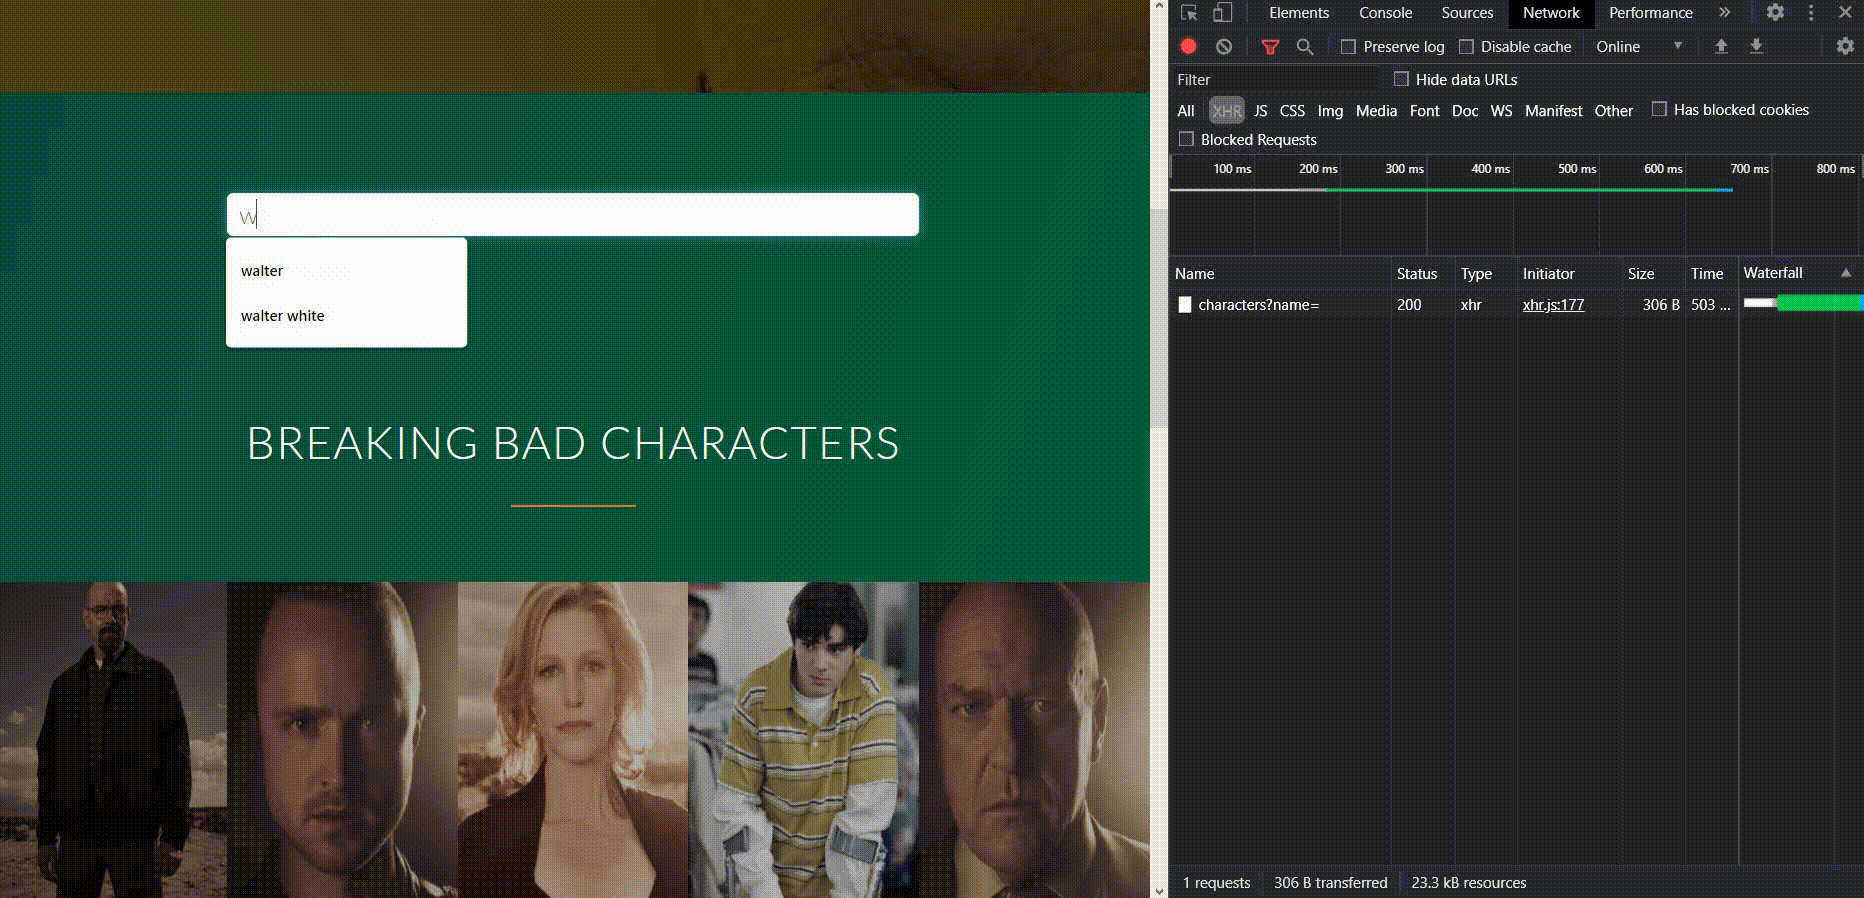 w
walter
walter white
BREAKING BAD CHARACTERS
Elements Console Sources Network Performance »
Preserve log Disable cache Online
Filter Hide data URLs
All XHR JS CSS Img Media Font Doc WS Manifest Other Has blocked cookies
Blocked Requests
100 ms 200 ms 300 ms 400 ms 500 ms 600 ms 700 ms 800 ms
Name Status Type Initiator Size Time Waterfall
characters?name= 200 xhr xhr.js:177 306 B 503 ...
1 requests 306 B transferred 23.3 kB resources